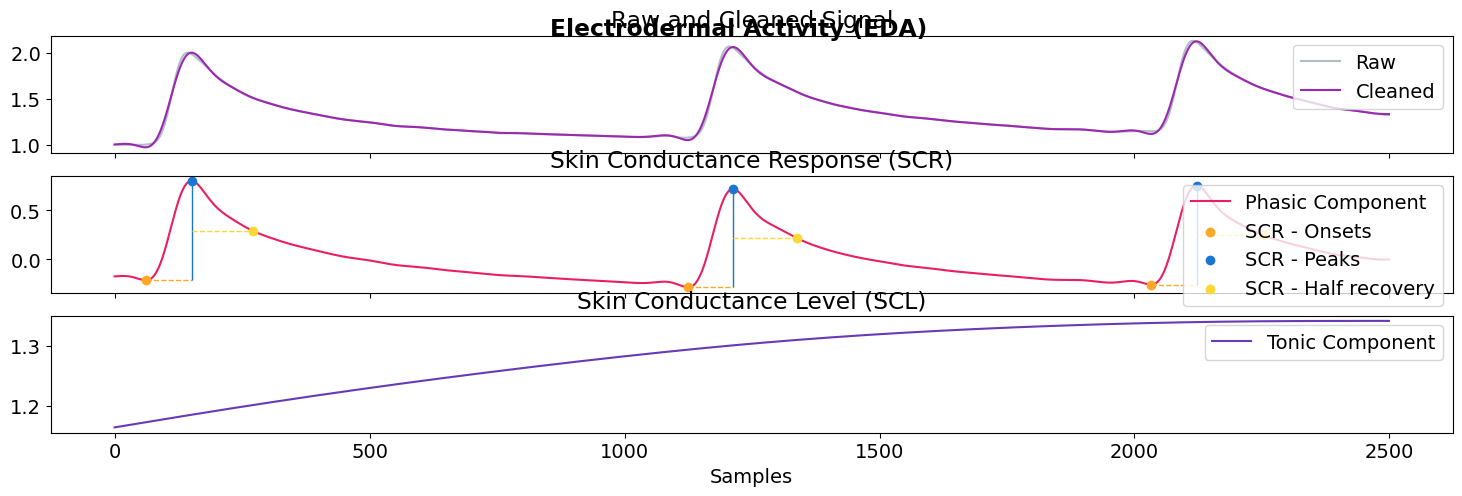 Raw and Cleaned Signal
Electrodermal Activity (EDA)
2.0
1.5
1.0
Raw
Cleaned
Skin Conductance Response (SCR)
0.5
0.0
Phasic Component
SCR - Onsets
SCR - Peaks
SCR - Half recovery
Skin Conductance Level (SCL)
1.3
1.2
Tonic Component
0 500 1000 1500 2000 2500
Samples